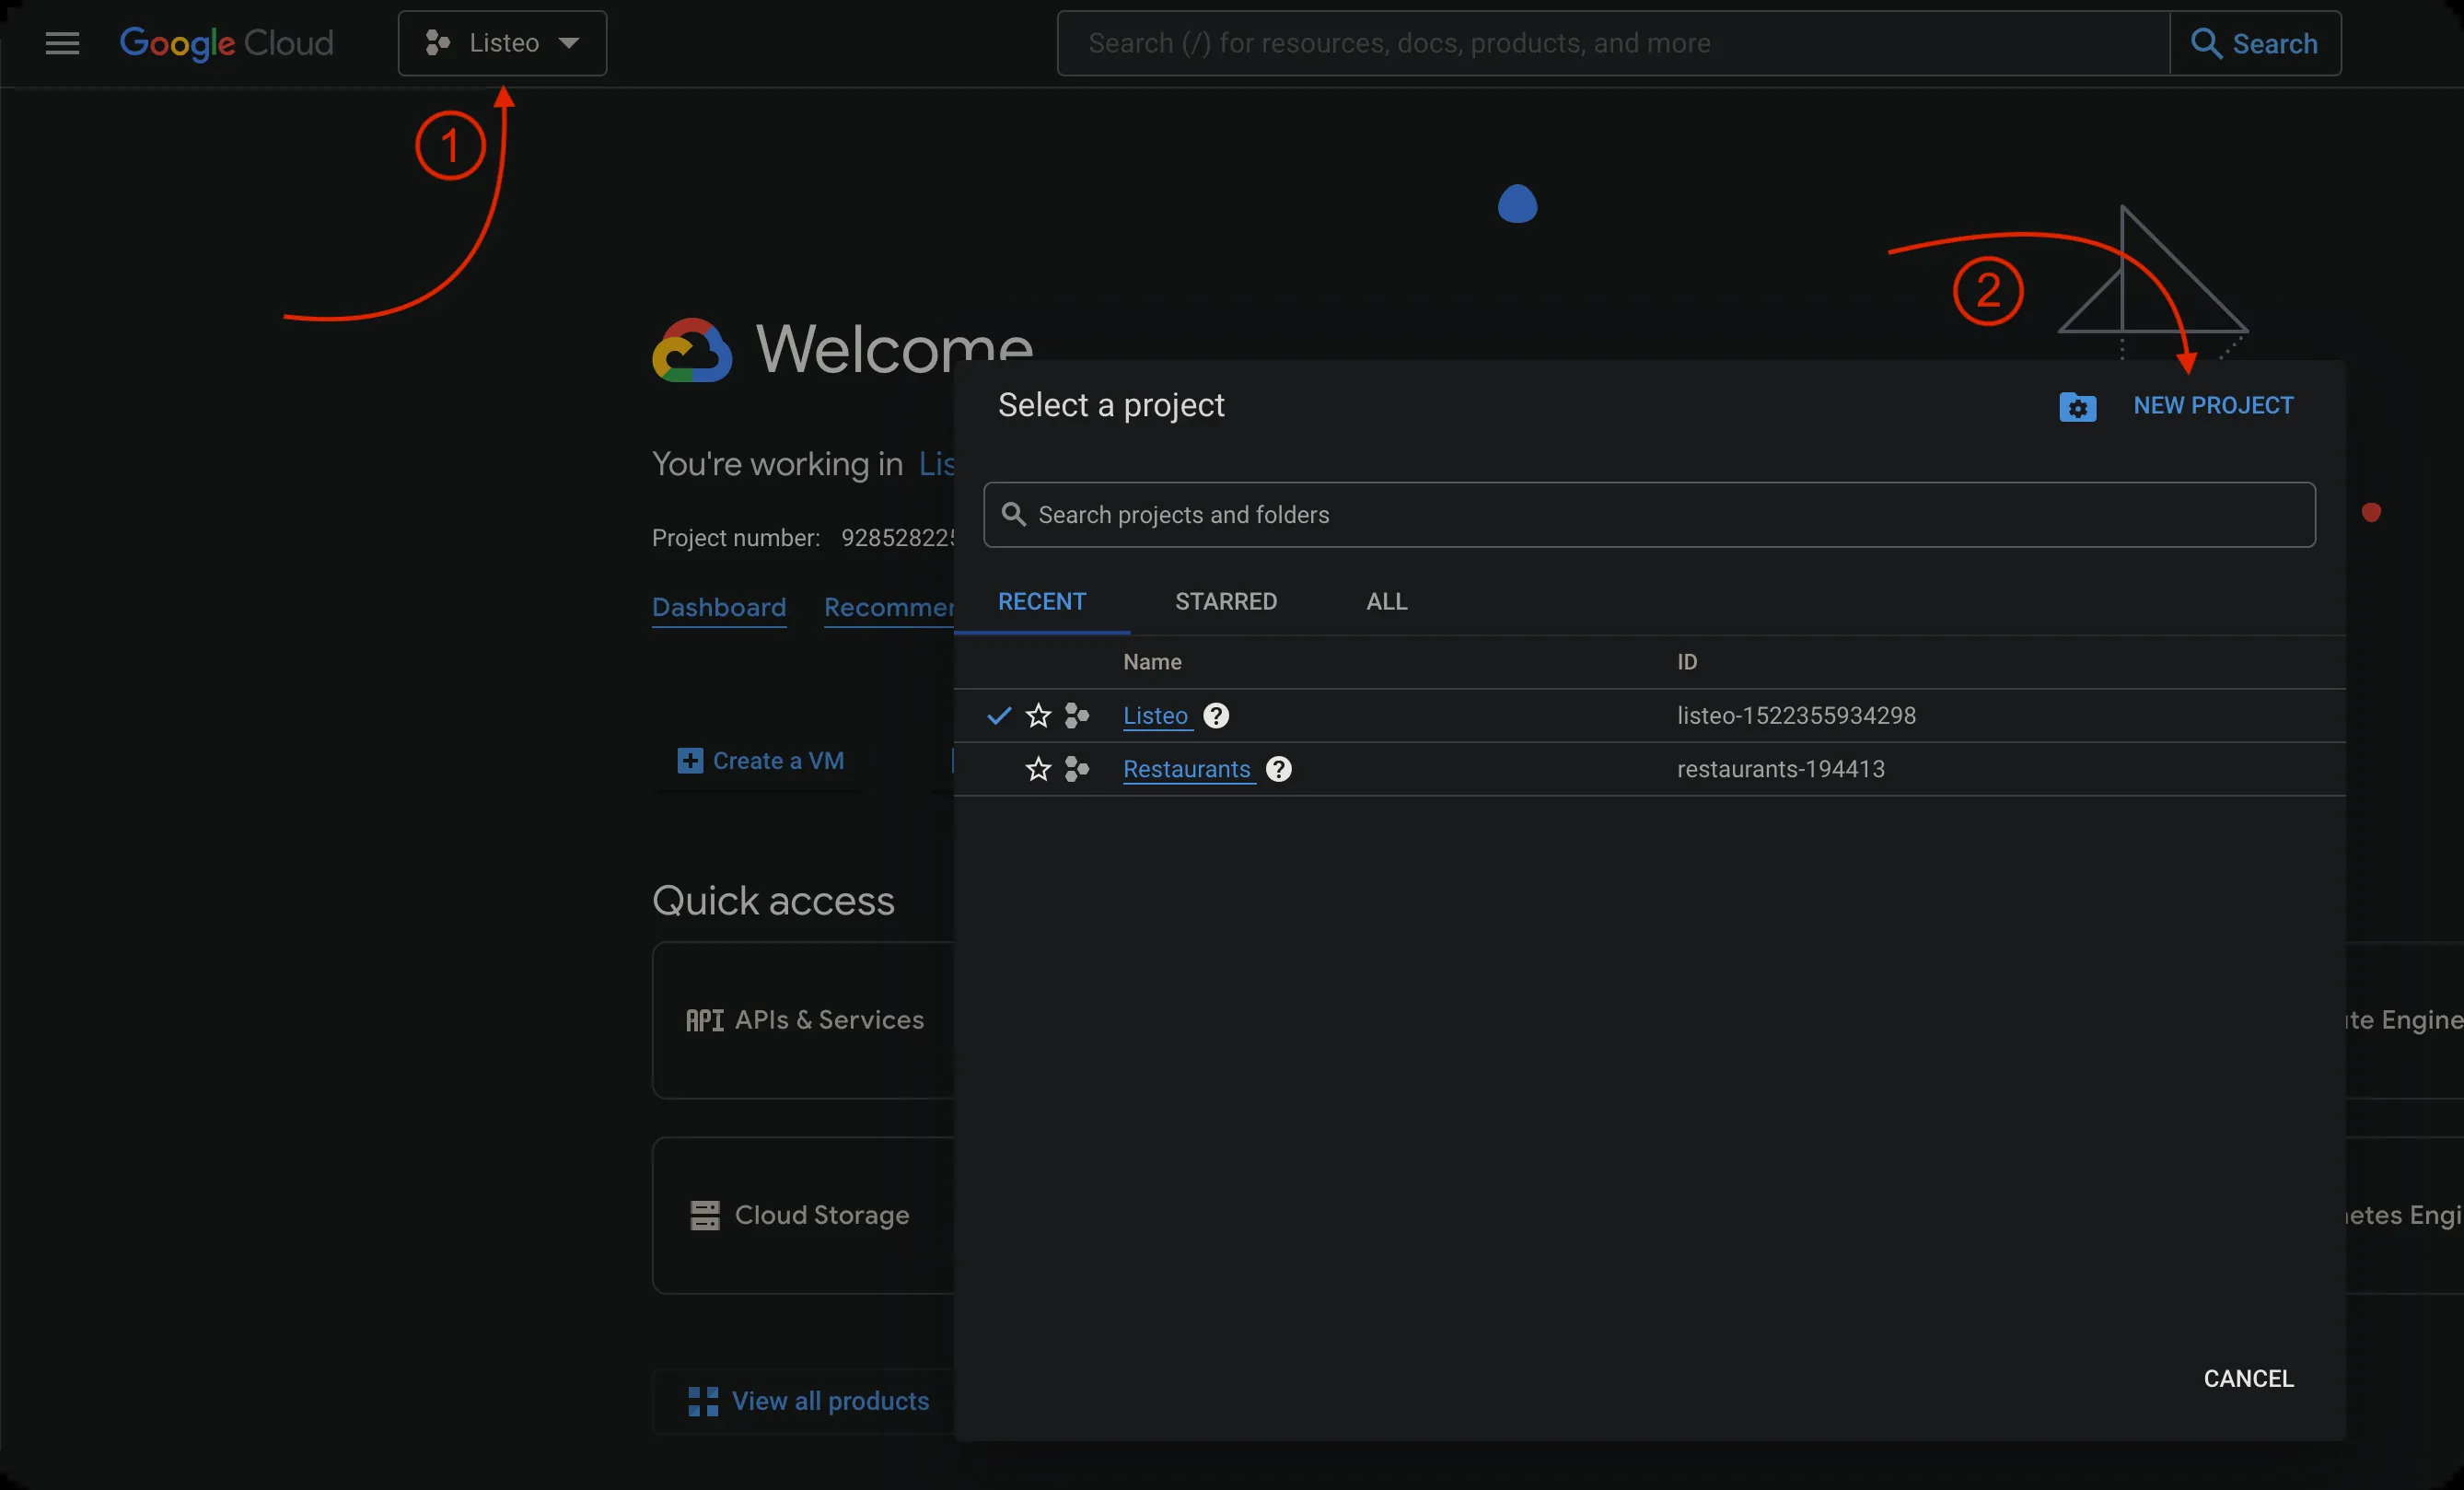 Google Cloud
Listeo
Search (/) for resources, docs, products, and more
Search
1
2
Welcome
Select a project
NEW PROJECT
You're working in Lis
Search projects and folders
Project number: 928528225
RECENT
STARRED
ALL
Dashboard
Recommen
Name
ID
Listeo
listeo-1522355934298
Create a VM
Restaurants
restaurants-194413
Quick access
API APIs & Services
te Engine
Cloud Storage
etes Engi
CANCEL
View all products